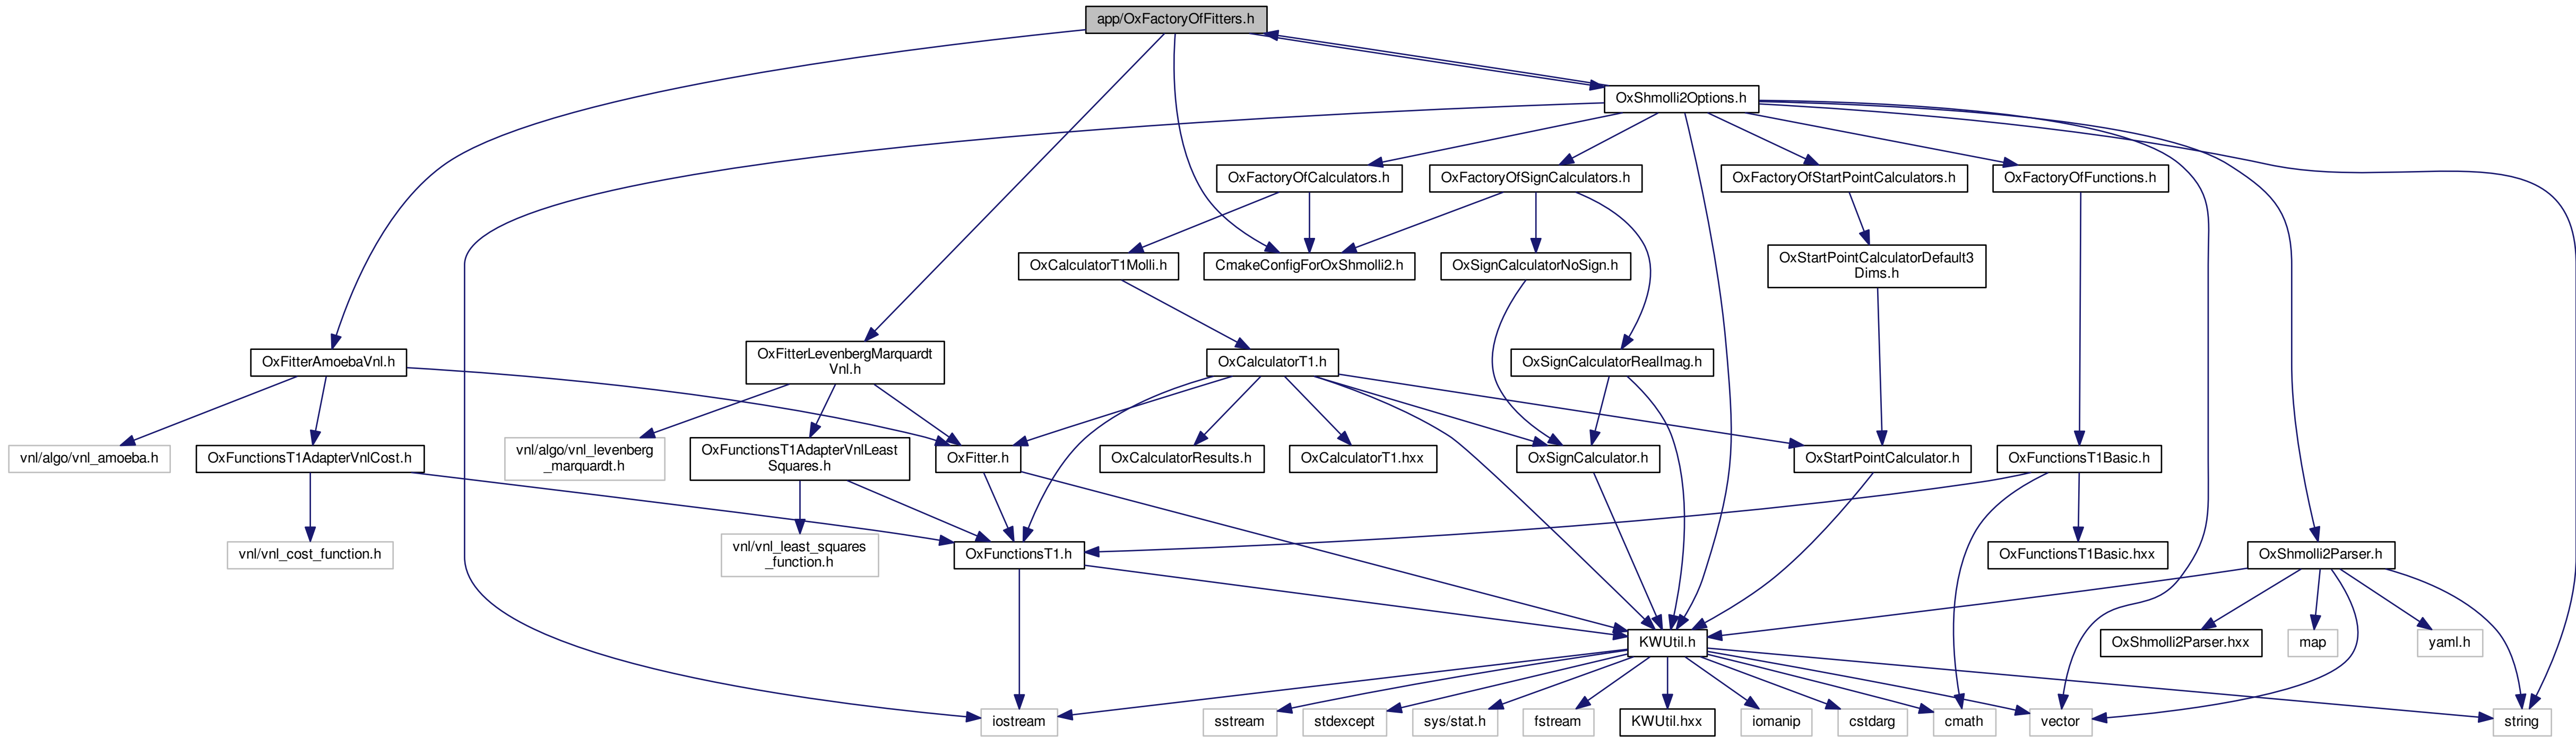 app/OxFactoryOfFitters.h
OxShmolli2Options.h
OxFactoryOfCalculators.h
OxFactoryOfSignCalculators.h
OxFactoryOfStartPointCalculators.h
OxFactoryOfFunctions.h
OxCalculatorT1Molli.h
CmakeConfigForOxShmolli2.h
OxSignCalculatorNoSign.h
OxStartPointCalculatorDefault3
Dims.h
OxFitterAmoebaVnl.h
OxFitterLevenbergMarquardt
Vnl.h
OxCalculatorT1.h
OxSignCalculatorRealImag.h
vnl/algo/vnl_amoeba.h
OxFunctionsT1AdapterVnlCost.h
vnl/algo/vnl_levenberg
_marquardt.h
OxFunctionsT1AdapterVnlLeast
Squares.h
OxFitter.h
OxCalculatorResults.h
OxCalculatorT1.hxx
OxSignCalculator.h
OxStartPointCalculator.h
OxFunctionsT1Basic.h
vnl/vnl_cost_function.h
vnl/vnl_least_squares
_function.h
OxFunctionsT1.h
OxFunctionsT1Basic.hxx
OxShmolli2Parser.h
KWUtil.h
OxShmolli2Parser.hxx
map
yaml.h
iostream
sstream
stdexcept
sys/stat.h
fstream
KWUtil.hxx
iomanip
cstdarg
cmath
vector
string